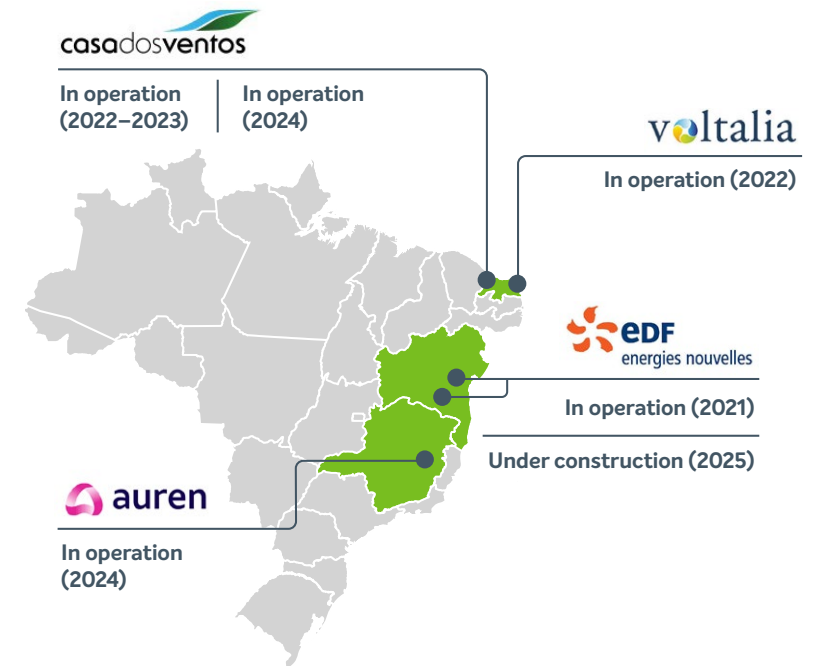 casadosventos
In operation
(2022–2023)
In operation
(2024)
voltalia
In operation (2022)
eDF
energies nouvelles
In operation (2021)
Under construction (2025)
auren
In operation
(2024)